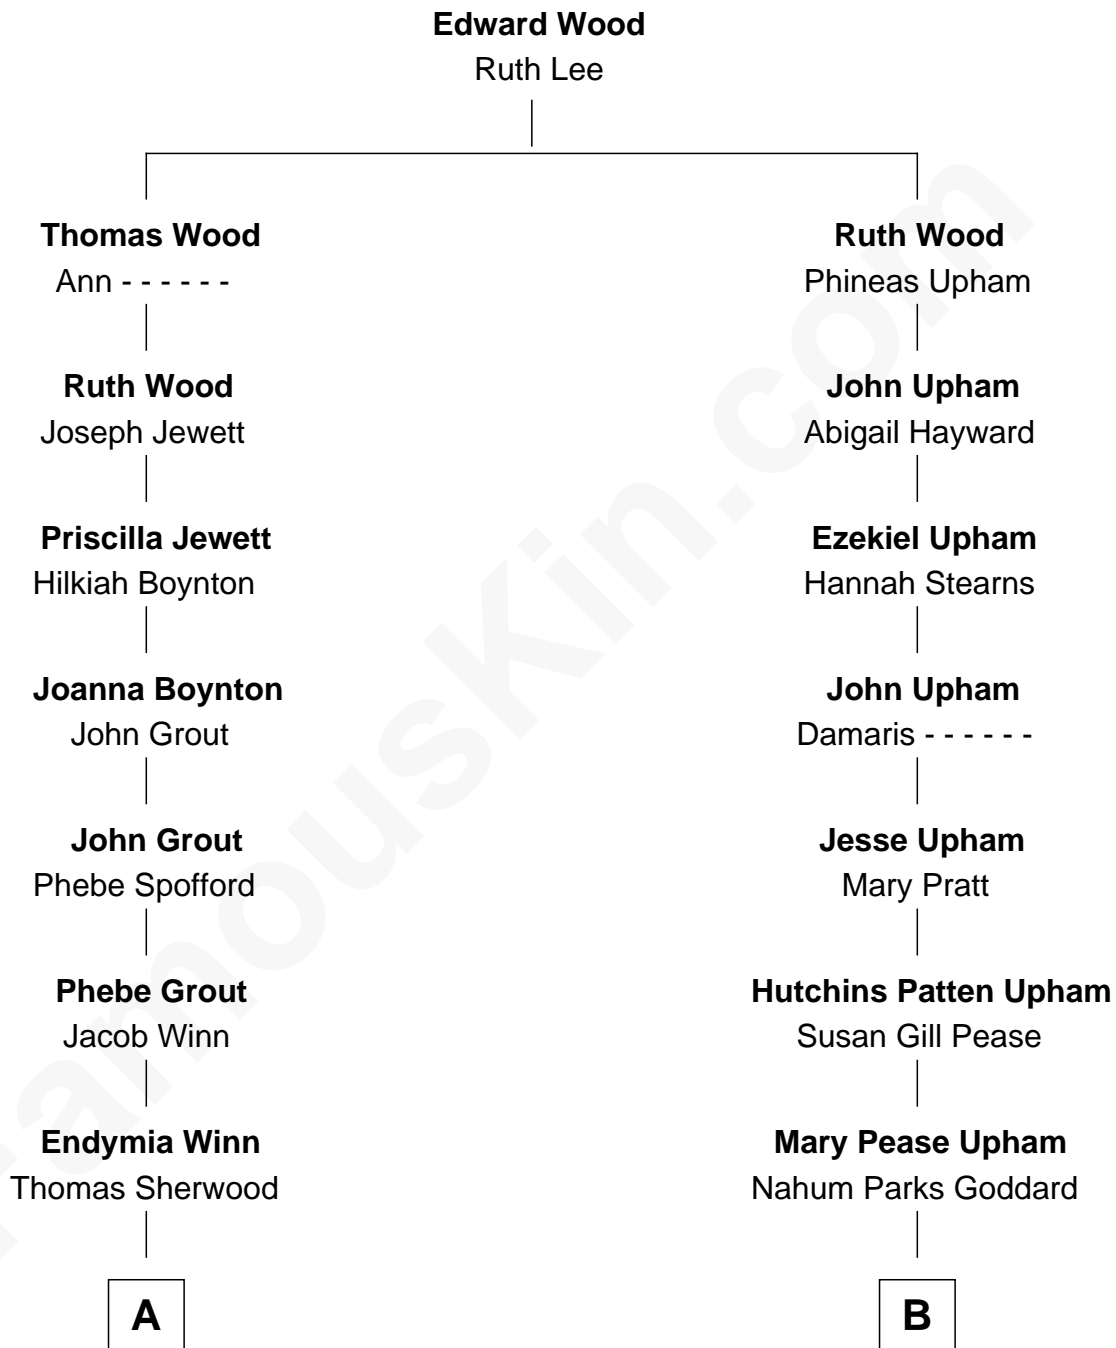 Edward Wood
Ruth Lee
Thomas Wood
Ann - - - - - -
Ruth Wood
Phineas Upham
Ruth Wood
Joseph Jewett
John Upham
Abigail Hayward
Priscilla Jewett
Hilkiah Boynton
Ezekiel Upham
Hannah Stearns
Joanna Boynton
John Grout
John Upham
Damaris - - - - - -
John Grout
Phebe Spofford
Jesse Upham
Mary Pratt
Phebe Grout
Jacob Winn
Hutchins Patten Upham
Susan Gill Pease
Endymia Winn
Thomas Sherwood
Mary Pease Upham
Nahum Parks Goddard
A
B
FamousKin.com